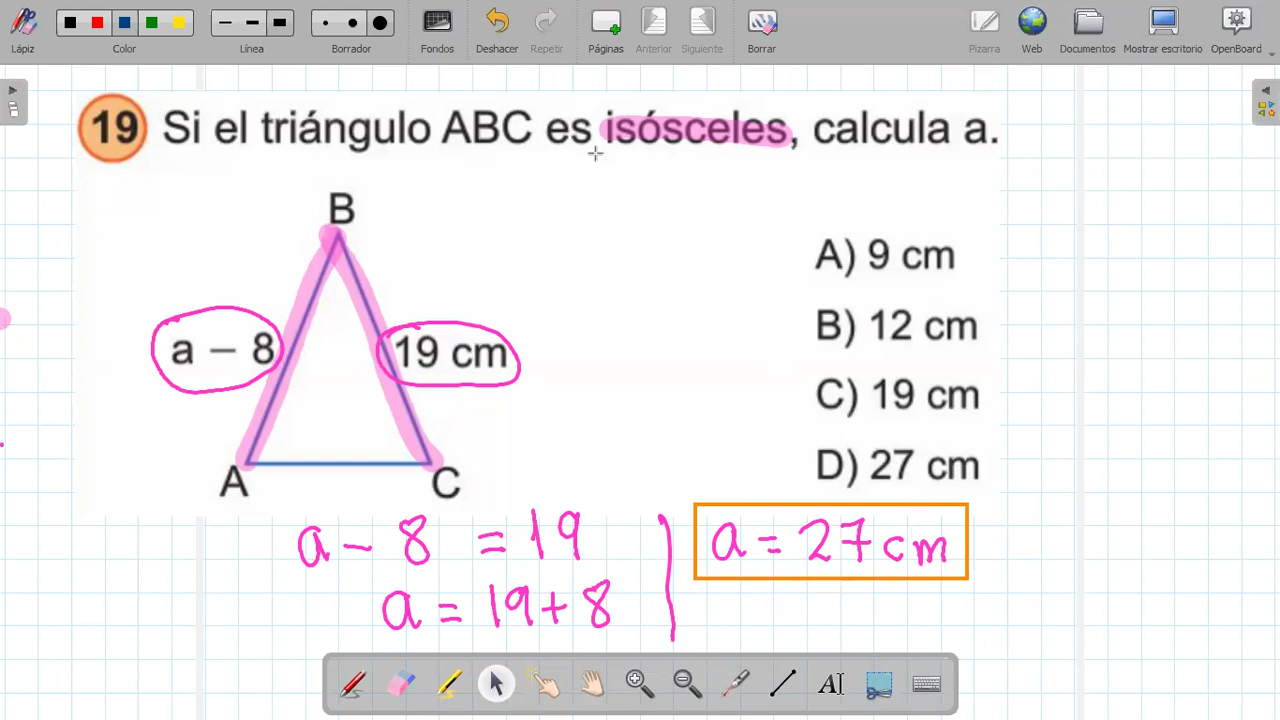 Lápiz
Color
Línea
Borrador
Fondos
Deshacer
Repetir
Páginas
Anterior
Siguiente
Borrar
Pizarra
Web
Documentos
Mostrar escritorio
OpenBoard
19 Si el triángulo ABC es isósceles, calcula a.
B
a – 8
19 cm
A
C
A) 9 cm
B) 12 cm
C) 19 cm
D) 27 cm
a - 8 = 19
a = 19 + 8
a = 27 cm
AI